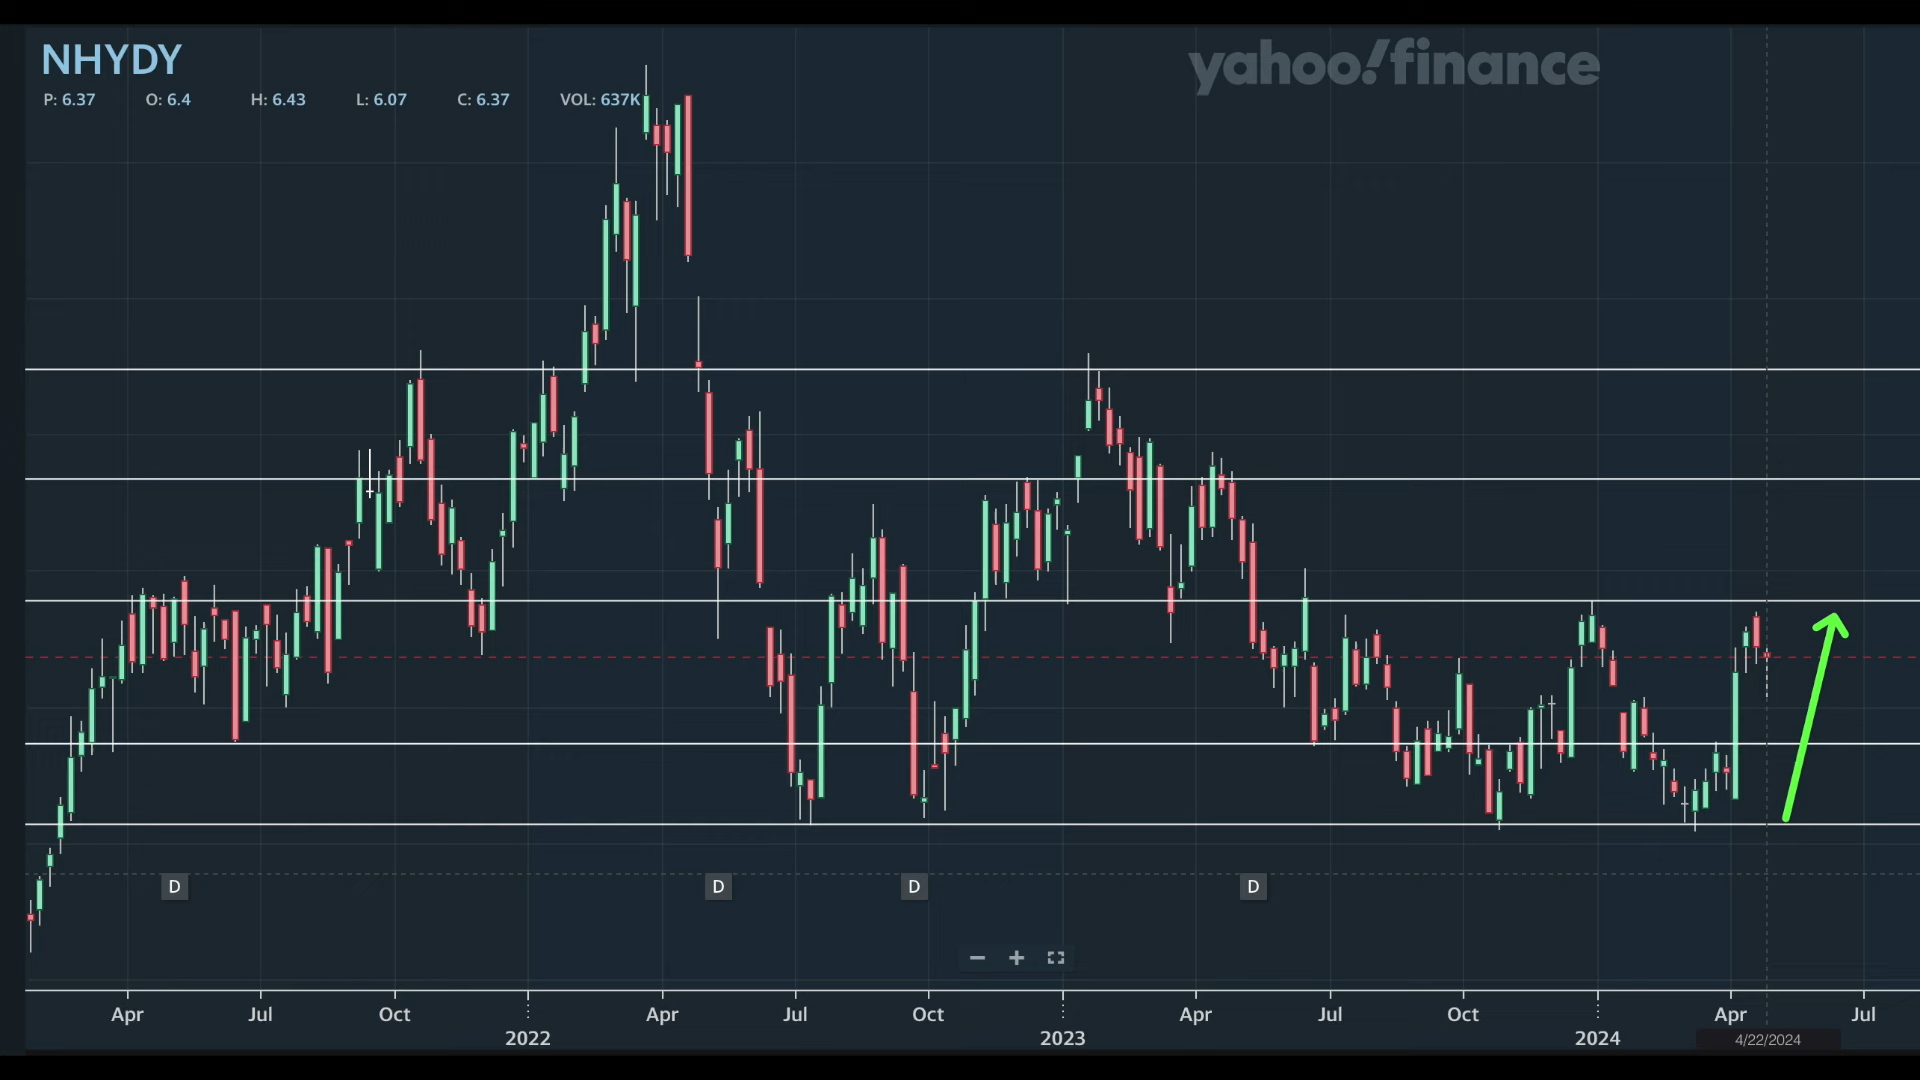 NHYDY
yahoo!finance
P: 6.37 O: 6.4 H: 6.43 L: 6.07 C: 6.37 VOL: 637K
D D D D
Apr Jul Oct Apr Jul Oct Apr Jul Oct Apr Jul
2022 2023 2024
4/22/2024